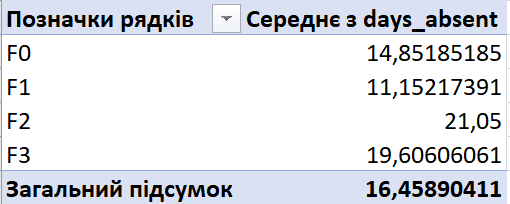 Позначки рядків Середнє з days_absent
F0 14,85185185
F1 11,15217391
F2 21,05
F3 19,60606061
Загальний підсумок 16,45890411